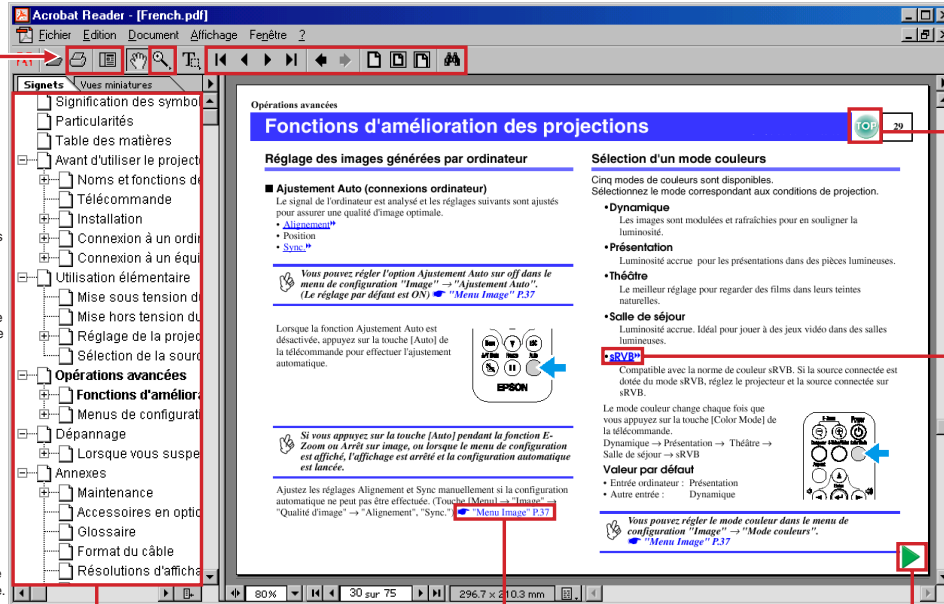 Acrobat Reader - [French.pdf]
Fichier Edition Document Affichage Fenêtre ?
Signets Vues miniatures
Signification des symbol
Particularités
Table des matières
Avant d'utiliser le project
Noms et fonctions de
Télécommande
Installation
Connexion à un ordi
Connexion à un équi
Utilisation élémentaire
Mise sous tension d
Mise hors tension du
Réglage de la projec
Sélection de la sourc
Opérations avancées
Fonctions d'améliora
Menus de configurati
Dépannage
Lorsque vous suspe
Annexes
Maintenance
Accessoires en optio
Glossaire
Format du câble
Résolutions d'afficha
Opérations avancées
Fonctions d'amélioration des projections
TOP
29
Réglage des images générées par ordinateur
■ Ajustement Auto (connexions ordinateur)
Le signal de l'ordinateur est analysé et les réglages suivants sont ajustés
pour assurer une qualité d'image optimale.
• Alignement
• Position
• Sync.
Vous pouvez régler l'option Ajustement Auto sur off dans le
menu de configuration "Image" → "Ajustement Auto".
(Le réglage par défaut est ON) ☛ "Menu Image" P.37
Lorsque la fonction Ajustement Auto est
désactivée, appuyez sur la touche [Auto] de
la télécommande pour effectuer l'ajustement
automatique.
EPSON
Si vous appuyez sur la touche [Auto] pendant la fonction E-
Zoom ou Arrêt sur image, ou lorsque le menu de configuration
est affiché, l'affichage est arrêté et la configuration automatique
est lancée.
Ajustez les réglages Alignement et Sync manuellement si la configuration
automatique ne peut pas être effectuée. (Touche [Menu] → "Image" →
"Qualité d'image" → "Alignement", "Sync.") ☛ "Menu Image" P.37
Sélection d'un mode couleurs
Cinq modes de couleurs sont disponibles.
Sélectionnez le mode correspondant aux conditions de projection.
•Dynamique
Les images sont modulées et rafraîchies pour en souligner la
luminosité.
•Présentation
Luminosité accrue pour les présentations dans des pièces lumineuses.
•Théâtre
Le meilleur réglage pour regarder des films dans leurs teintes
naturelles.
•Salle de séjour
Luminosité accrue. Idéal pour jouer à des jeux vidéo dans des salles
lumineuses.
•sRVB
Compatible avec la norme de couleur sRVB. Si la source connectée est
dotée du mode sRVB, réglez le projecteur et la source connectée sur
sRVB.
Le mode couleur change chaque fois que
vous appuyez sur la touche [Color Mode] de
la télécommande.
Dynamique → Présentation → Théâtre →
Salle de séjour → sRVB
Valeur par défaut
• Entrée ordinateur : Présentation
• Autre entrée : Dynamique
Power
Vous pouvez régler le mode couleur dans le menu de
configuration "Image" → "Mode couleurs".
☛ "Menu Image" P.37
80% 30 sur 75 296.7 x 210.3 mm